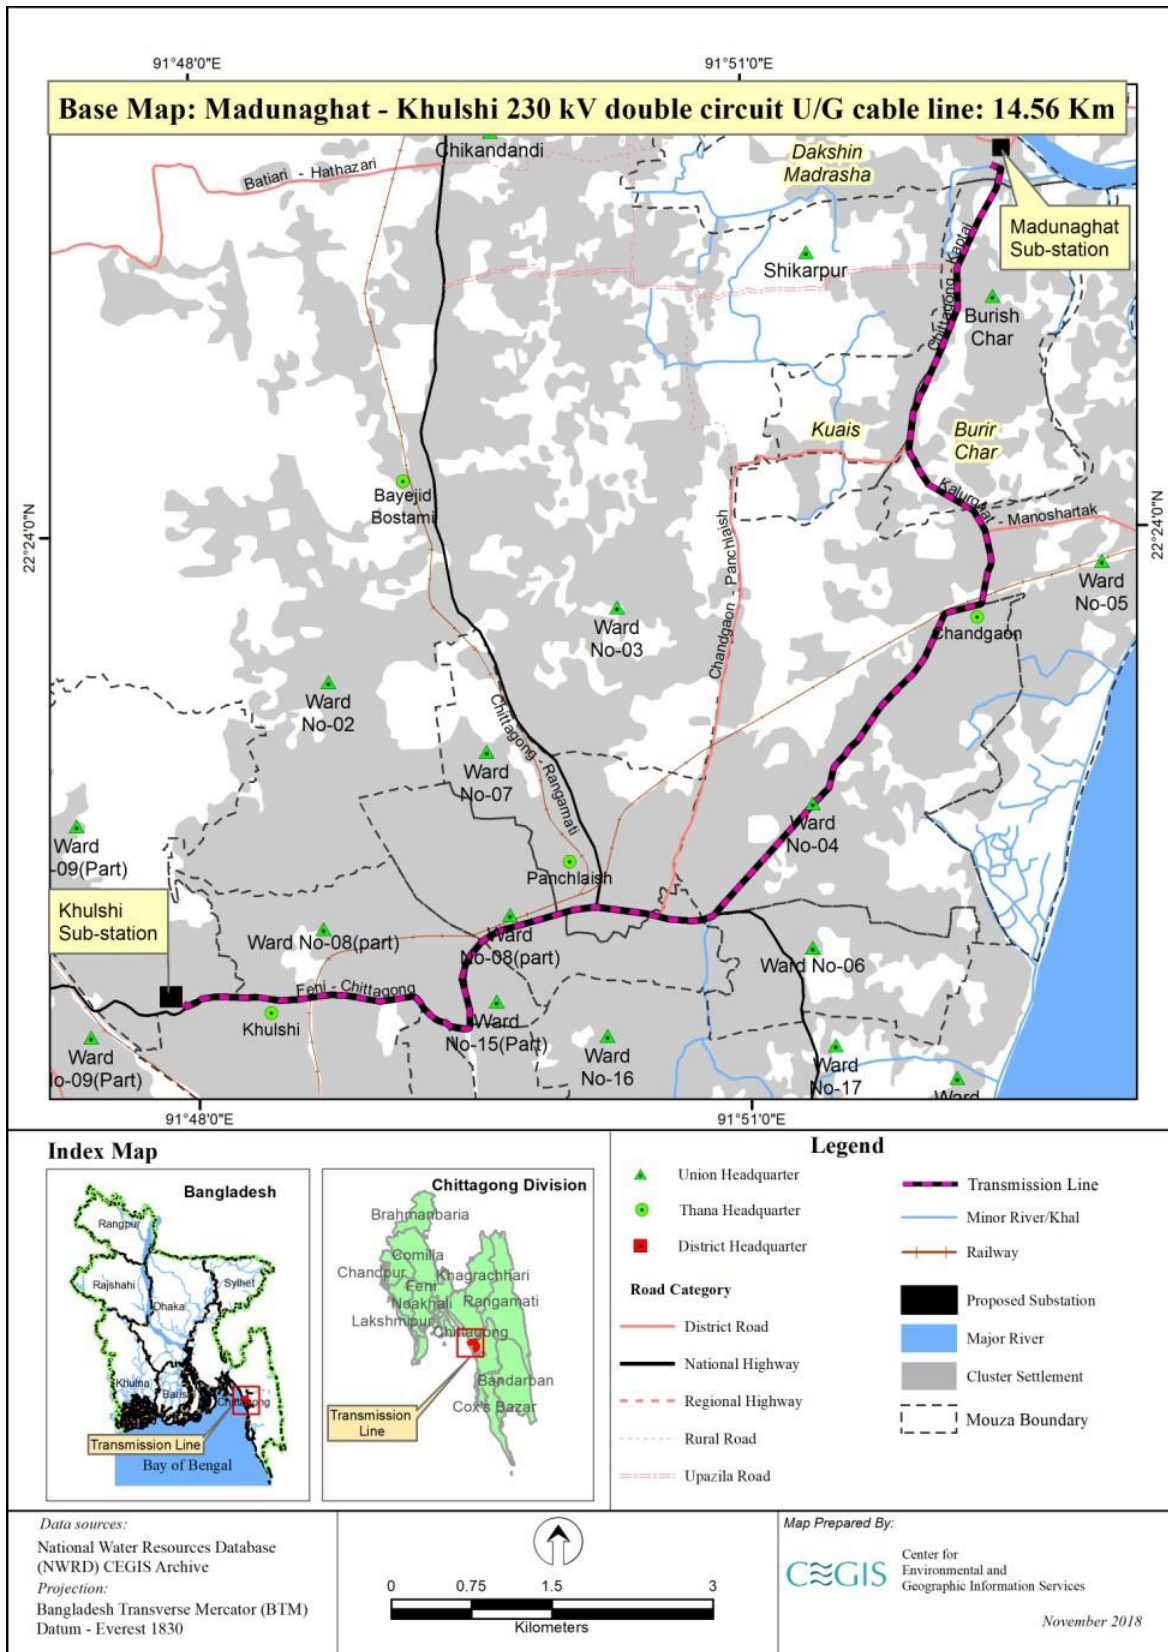 91°48'0"E
91°51'0"E
Base Map: Madunaghat - Khulshi 230 kV double circuit U/G cable line: 14.56 Km
Chikandandi
Batiari - Hathazari
Dakshin
Madrasha
Madunaghat
Sub-station
Shikarpur
Chittagong - Kaptai
Burish
Char
Kuais
Burir
Char
Bayejid
Bostami
Kalurghat
- Manoshartak
22°24'0"N
22°24'0"N
Chandgaon - Panchlaish
Ward
No-05
Ward
No-03
Chandgaon
Ward
No-02
Chittagong - Rangamati
Ward
No-07
Ward
No-04
Ward
-09(Part)
Panchlaish
Khulshi
Sub-station
Ward No-08(part)
Ward
No-08(part)
Ward No-06
Feni - Chittagong
Khulshi
Ward
No-15(Part)
Ward
lo-09(Part)
Ward
No-16
Ward
No-17
Ward
91°48'0"E
91°51'0"E
Index Map
Bangladesh
Rangpur
Rajshahi
Sylhet
Dhaka
Khulna
Barisal
Chittagong
Transmission Line
Bay of Bengal
Chittagong Division
Brahmanbaria
Comilla
Chandpur
Khagrachhari
Feni
Noakhali
Rangamati
Lakshmipur
Chittagong
Bandarban
Cox's Bazar
Transmission
Line
Legend
Union Headquarter
Thana Headquarter
District Headquarter
Road Category
District Road
National Highway
Regional Highway
Rural Road
Upazila Road
Transmission Line
Minor River/Khal
Railway
Proposed Substation
Major River
Cluster Settlement
Mouza Boundary
Data sources:
National Water Resources Database
(NWRD) CEGIS Archive
Projection:
Bangladesh Transverse Mercator (BTM)
Datum - Everest 1830
0 0.75 1.5 3
Kilometers
Map Prepared By:
CEGIS
Center for
Environmental and
Geographic Information Services
November 2018